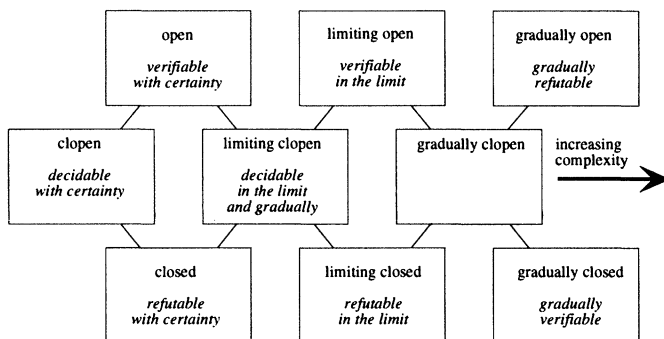 open
verifiable
with certainty
limiting open
verifiable
in the limit
gradually open
gradually
refutable
clopen
decidable
with certainty
limiting clopen
decidable
in the limit
and gradually
gradually clopen
increasing
complexity
closed
refutable
with certainty
limiting closed
refutable
in the limit
gradually closed
gradually
verifiable